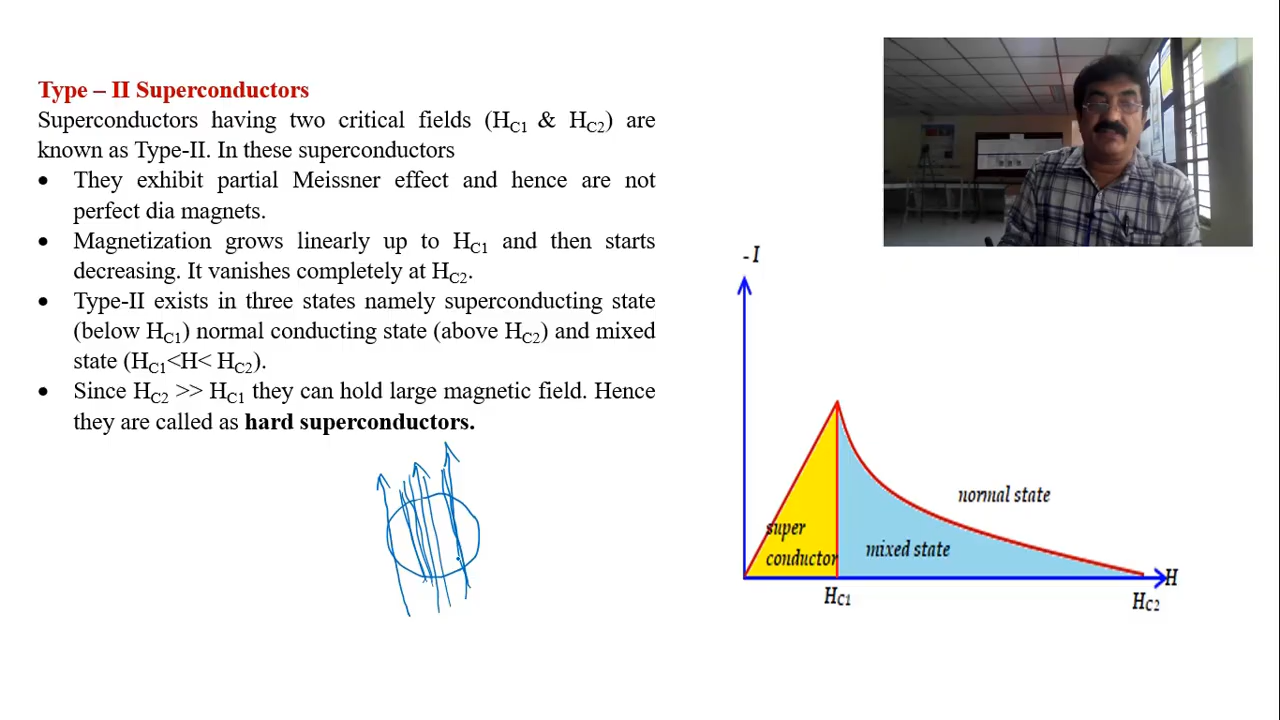 Type – II Superconductors
Superconductors having two critical fields (HC1 & HC2) are
known as Type-II. In these superconductors
• They exhibit partial Meissner effect and hence are not
perfect dia magnets.
• Magnetization grows linearly up to HC1 and then starts
decreasing. It vanishes completely at HC2.
• Type-II exists in three states namely superconducting state
(below HC1) normal conducting state (above HC2) and mixed
state (HC1<H< HC2).
• Since HC2 >> HC1 they can hold large magnetic field. Hence
they are called as hard superconductors.
- I
normal state
super
conductor
mixed state
H
HC1
HC2